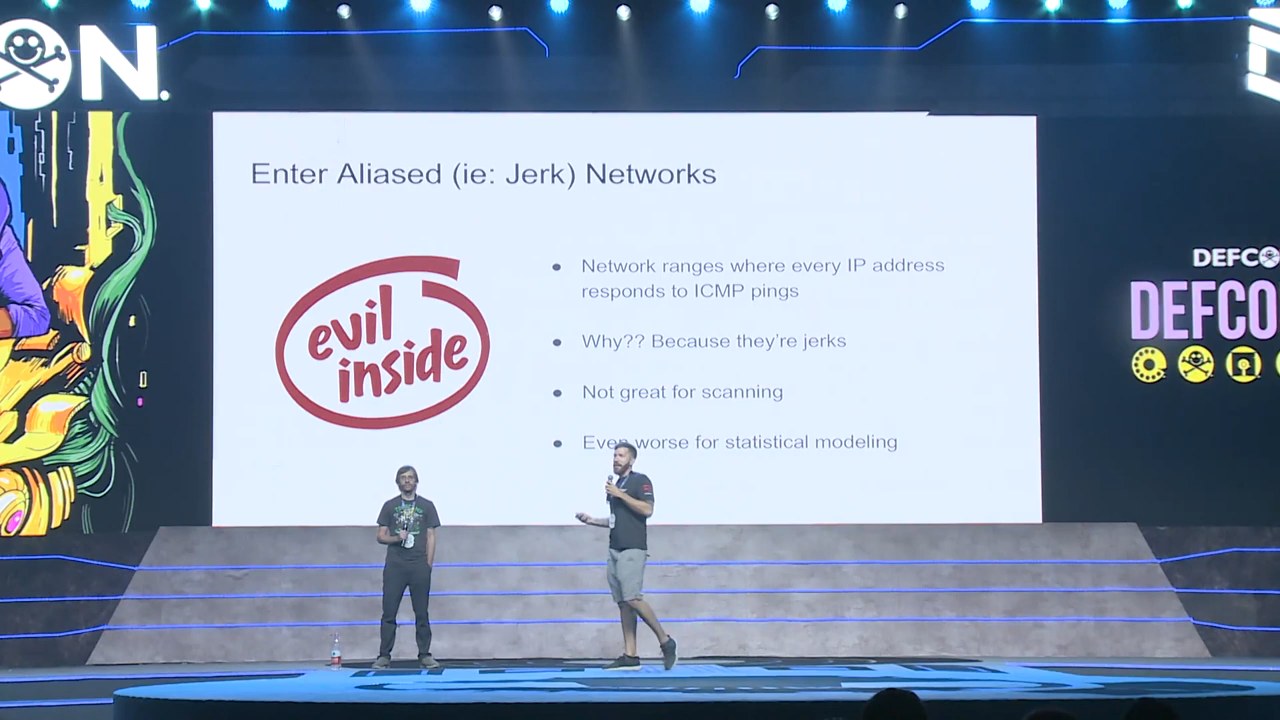 ON.
Enter Aliased (ie: Jerk) Networks
evil
inside
• Network ranges where every IP address
responds to ICMP pings
• Why?? Because they're jerks
• Not great for scanning
• Even worse for statistical modeling
DEFCO
DEFCO